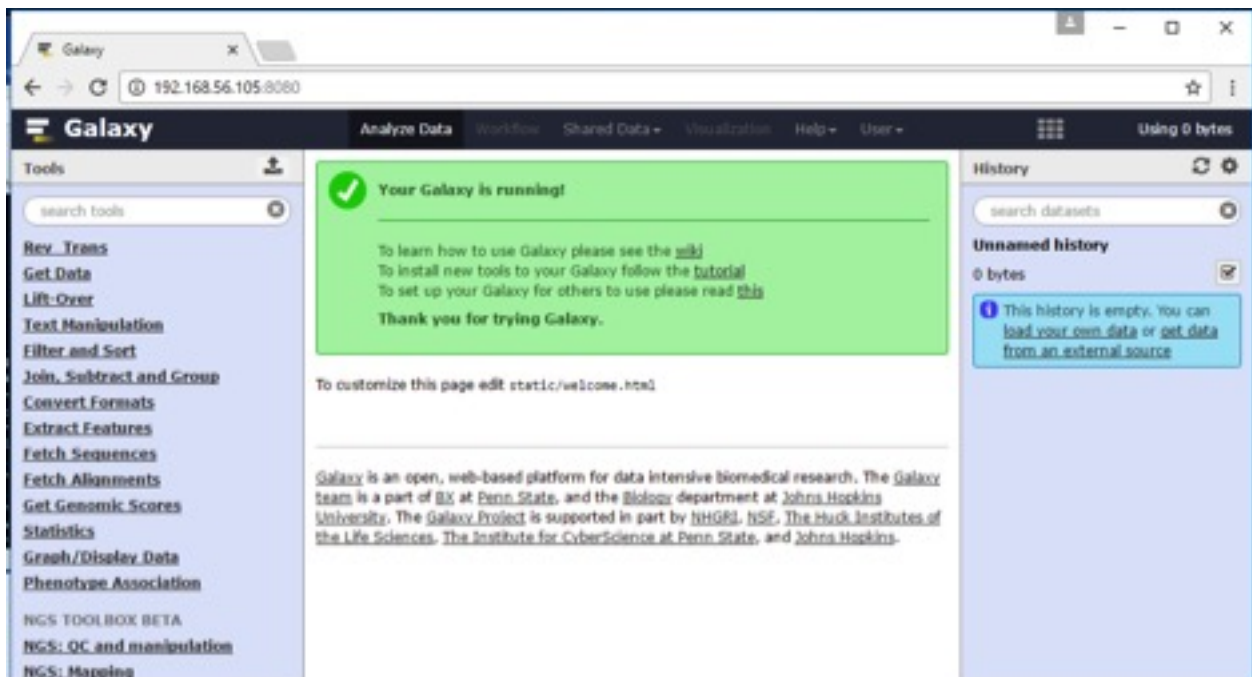 Galaxy
192.168.56.105:8080
Galaxy
Analyze Data Workflow Shared Data Visualization Help User
Using 0 bytes
Tools
search tools
Rev_Trans
Get Data
Lift-Over
Text Manipulation
Filter and Sort
Join, Subtract and Group
Convert Formats
Extract Features
Fetch Sequences
Fetch Alignments
Get Genomic Scores
Statistics
Graph/Display Data
Phenotype Association
NGS TOOLBOX BETA
NGS: QC and manipulation
NGS: Mapping
Your Galaxy is running!
To learn how to use Galaxy please see the wiki
To install new tools to your Galaxy follow the tutorial
To set up your Galaxy for others to use please read this
Thank you for trying Galaxy.
To customize this page edit static/welcome.html
Galaxy is an open, web-based platform for data intensive biomedical research. The Galaxy
team is a part of BX at Penn State, and the Biology department at Johns Hopkins
University. The Galaxy Project is supported in part by NHGRI, NSF, The Huck Institutes of
the Life Sciences, The Institute for CyberScience at Penn State, and Johns Hopkins.
History
search datasets
Unnamed history
0 bytes
This history is empty. You can
load your own data or get data
from an external source